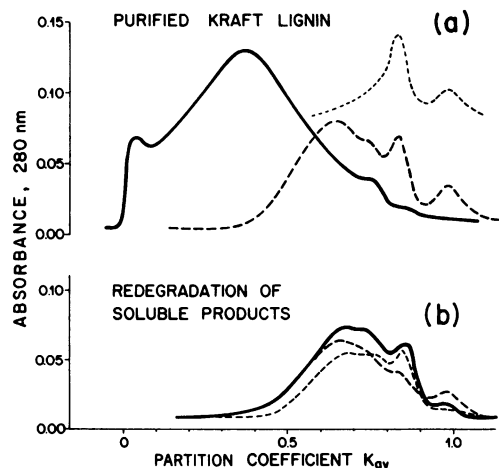 PURIFIED KRAFT LIGNIN
(a)
0.15
0.10
0.05
0.00
ABSORBANCE, 280 nm
REDEGRADATION OF
SOLUBLE PRODUCTS
(b)
0.10
0.05
0.00
0
0.5
1.0
PARTITION COEFFICIENT Kav